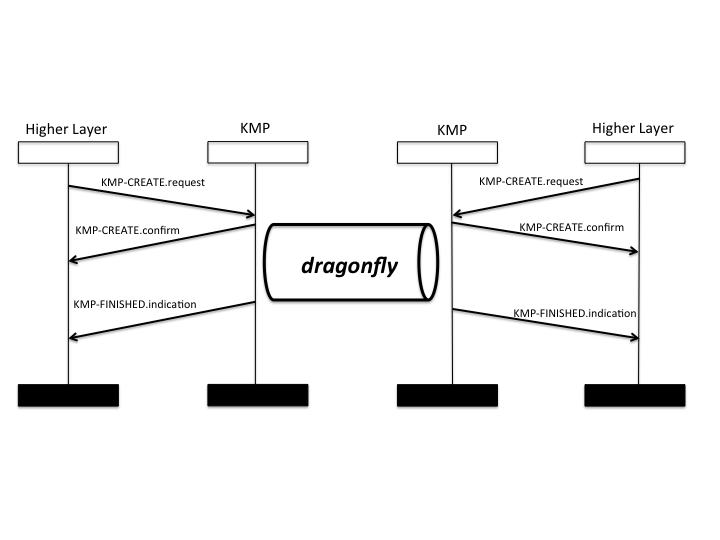 Higher Layer
KMP
KMP
Higher Layer
KMP-CREATE.request
KMP-CREATE.request
KMP-CREATE.confirm
KMP-CREATE.confirm
dragonfly
KMP-FINISHED.indication
KMP-FINISHED.indication